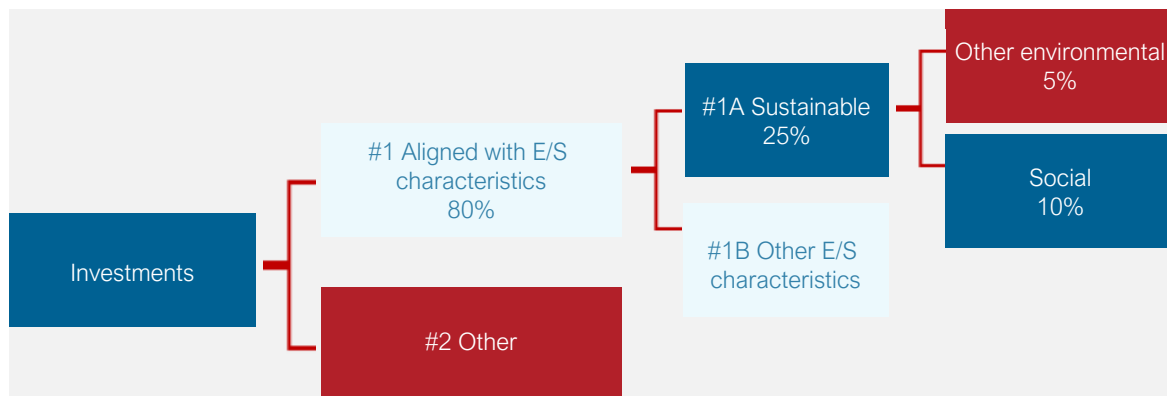 Investments
#1 Aligned with E/S
characteristics
80%
#2 Other
#1A Sustainable
25%
#1B Other E/S
characteristics
Other environmental
5%
Social
10%